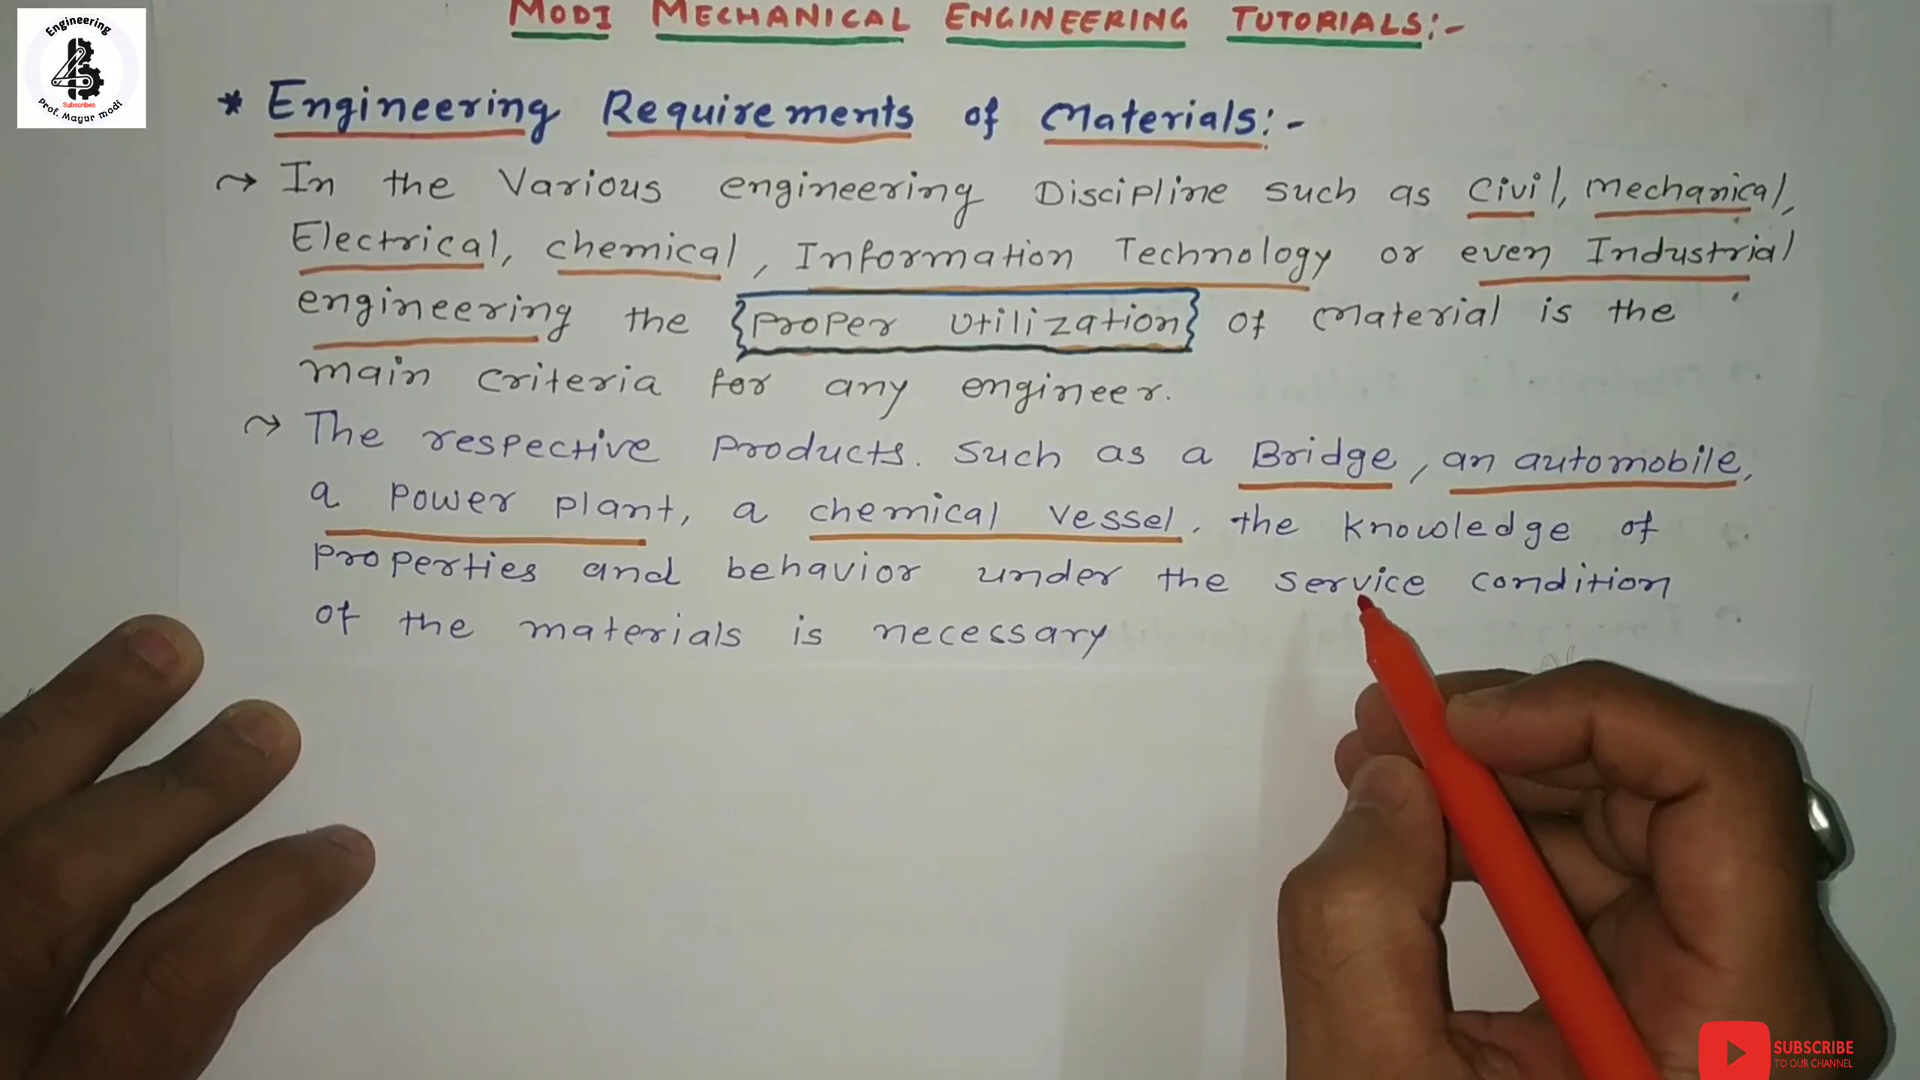 MODI MECHANICAL ENGINEERING TUTORIALS:-
Engineering
Subscribes
Prof. Mayur modi
* Engineering Requirements of Materials:-
→ In the Various engineering Discipline such as Civil, Mechanical,
Electrical, chemical, Information Technology or even Industrial
engineering the {Proper Utilization} of Material is the
main criteria for any engineer.
→ The respective Products. Such as a Bridge, an automobile,
a Power plant, a chemical vessel. the knowledge of
Properties and behavior under the service condition
of the materials is necessary
SUBSCRIBE
TO OUR CHANNEL